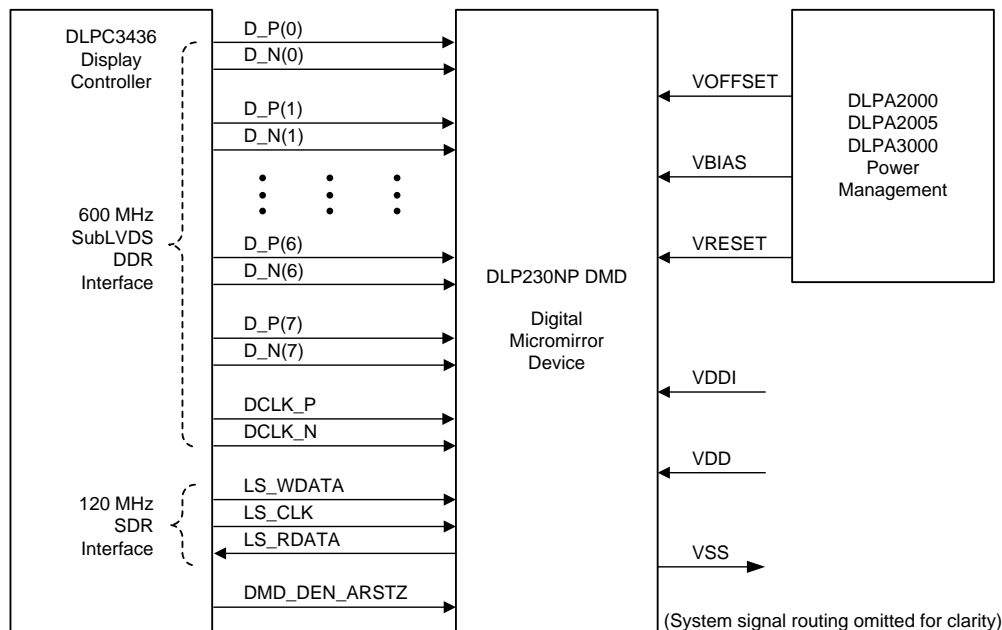 DLPC3436
Display
Controller
600 MHz
SubLVDS
DDR
Interface
120 MHz
SDR
Interface
D_P(0)
D_N(0)
D_P(1)
D_N(1)
D_P(6)
D_N(6)
D_P(7)
D_N(7)
DCLK_P
DCLK_N
LS_WDATA
LS_CLK
LS_RDATA
DMD_DEN_ARSTZ
DLP230NP DMD
Digital
Micromirror
Device
VOFFSET
VBIAS
VRESET
VDDI
VDD
VSS
DLPA2000
DLPA2005
DLPA3000
Power
Management
(System signal routing omitted for clarity)